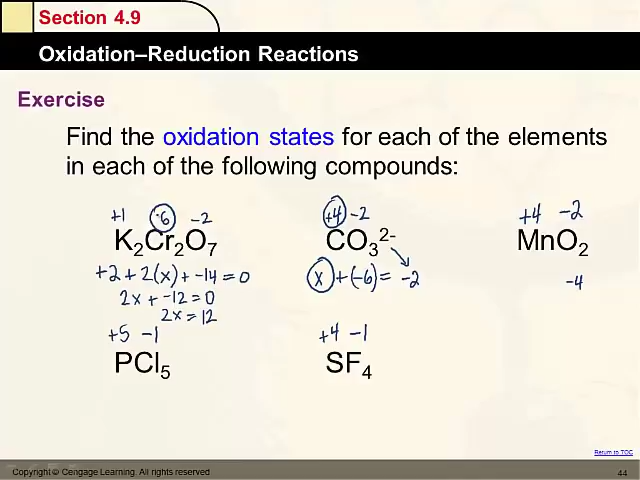 Section 4.9
Oxidation–Reduction Reactions
Exercise
Find the oxidation states for each of the elements
in each of the following compounds:
+1 +6 -2
K₂Cr₂O₇
+2 + 2(x) + -14 = 0
2x + -12 = 0
2x = 12
+4 -2
CO₃²⁻
x + (-6) = -2
+4 -2
MnO₂
-4
+5 -1
PCl₅
+4 -1
SF₄
Return to TOC
Copyright © Cengage Learning. All rights reserved
44